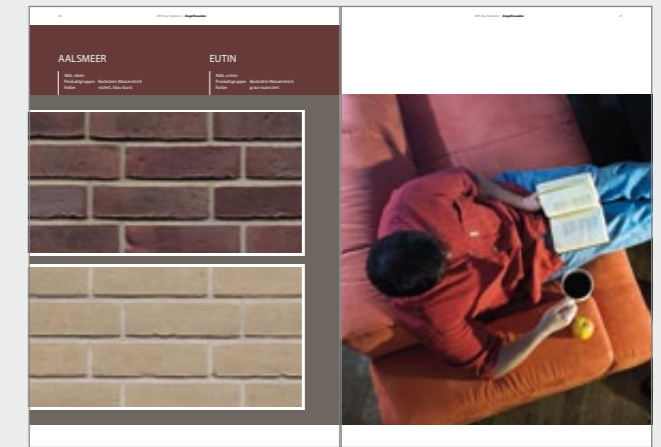 AALSMEER
Abb. oben
Produktgruppe: Backstein Wasserstrich
Farbe: violett, blau-bunt
EUTIN
Abb. unten
Produktgruppe: Backstein Wasserstrich
Farbe: grau-nuanciert